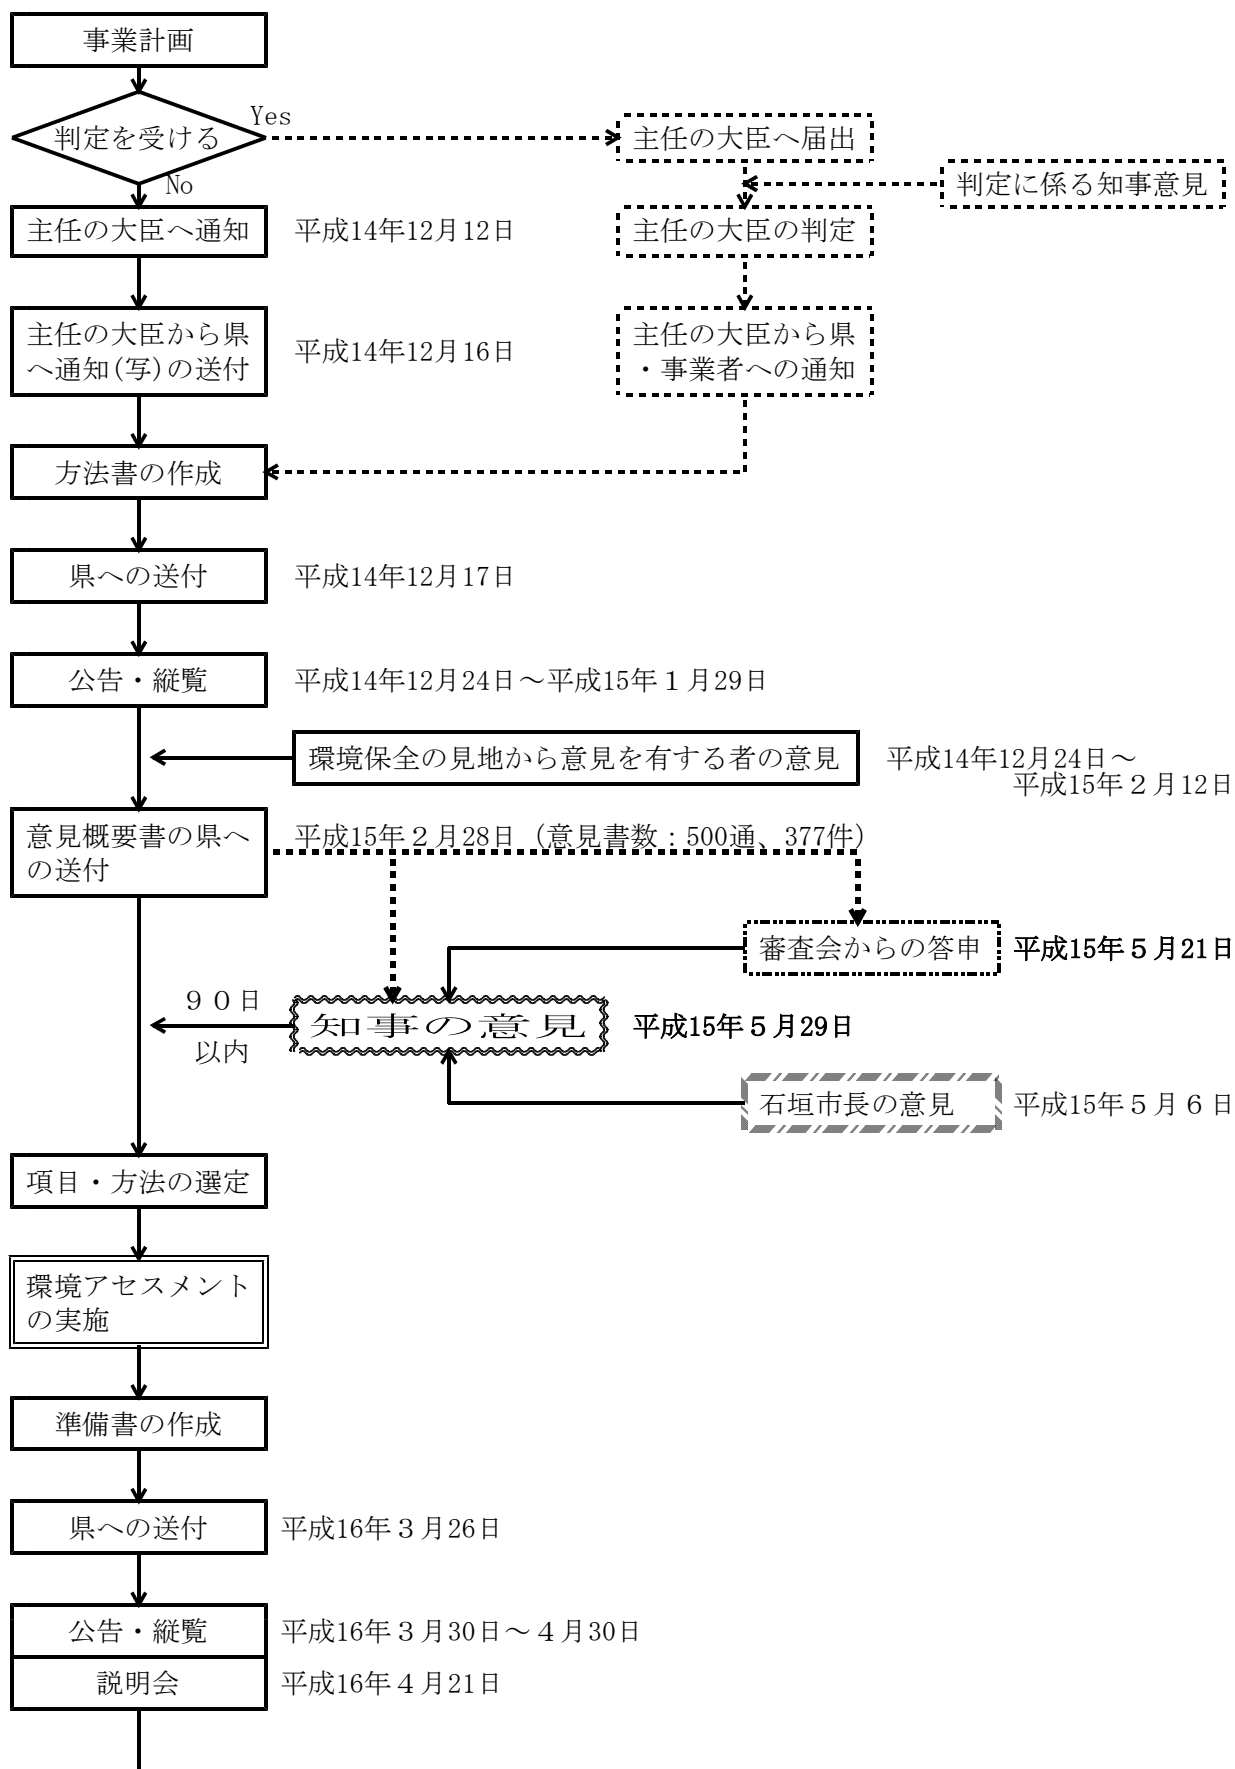 事業計画
判定を受ける
Yes
No
主任の大臣へ届出
判定に係る知事意見
主任の大臣へ通知
平成14年12月12日
主任の大臣の判定
主任の大臣から県
へ通知(写)の送付
平成14年12月16日
主任の大臣から県
・事業者への通知
方法書の作成
県への送付
平成14年12月17日
公告・縦覧
平成14年12月24日～平成15年１月29日
環境保全の見地から意見を有する者の意見
平成14年12月24日～
平成15年２月12日
意見概要書の県へ
の送付
平成15年２月28日（意見書数：500通、377件）
審査会からの答申
平成15年５月21日
９０日
以内
知事の意見
平成15年５月29日
石垣市長の意見
平成15年５月６日
項目・方法の選定
環境アセスメント
の実施
準備書の作成
県への送付
平成16年３月26日
公告・縦覧
平成16年３月30日～４月30日
説明会
平成16年４月21日